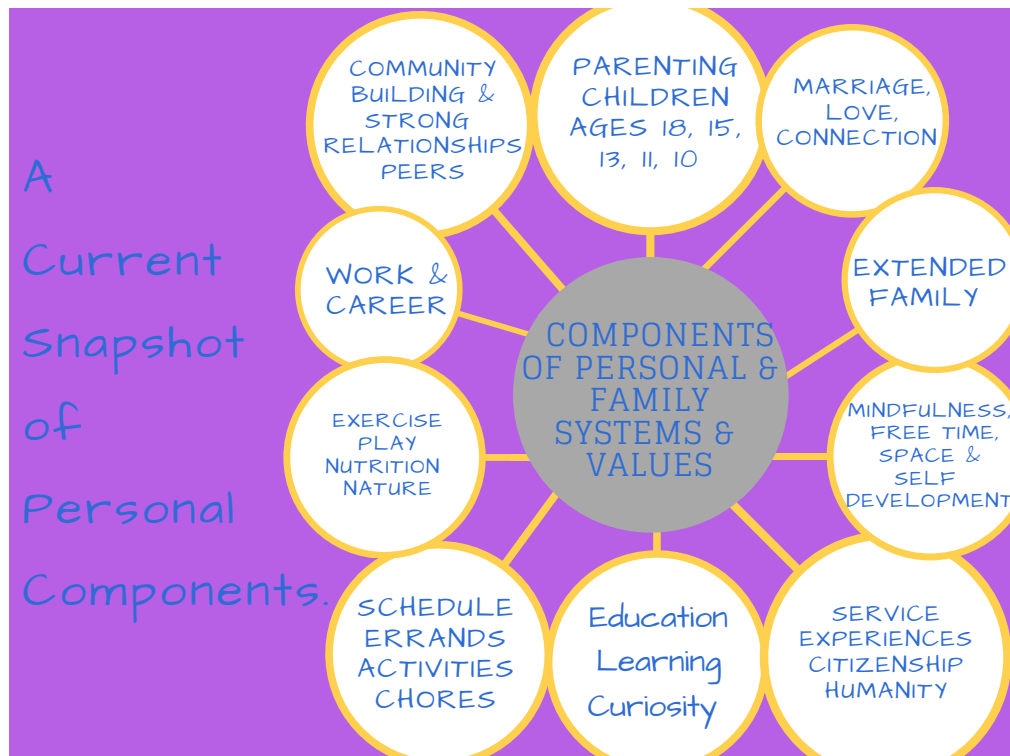 A
Current
Snapshot
of
Personal
Components.
COMMUNITY
BUILDING &
STRONG
RELATIONSHIPS
PEERS
PARENTING
CHILDREN
AGES 18, 15,
13, 11, 10
MARRIAGE,
LOVE,
CONNECTION
WORK &
CAREER
EXTENDED
FAMILY
COMPONENTS
OF PERSONAL &
FAMILY
SYSTEMS &
VALUES
EXERCISE
PLAY
NUTRITION
NATURE
MINDFULNESS,
FREE TIME,
SPACE &
SELF
DEVELOPMENT
SCHEDULE
ERRANDS
ACTIVITIES
CHORES
Education
Learning
Curiosity
SERVICE
EXPERIENCES
CITIZENSHIP
HUMANITY